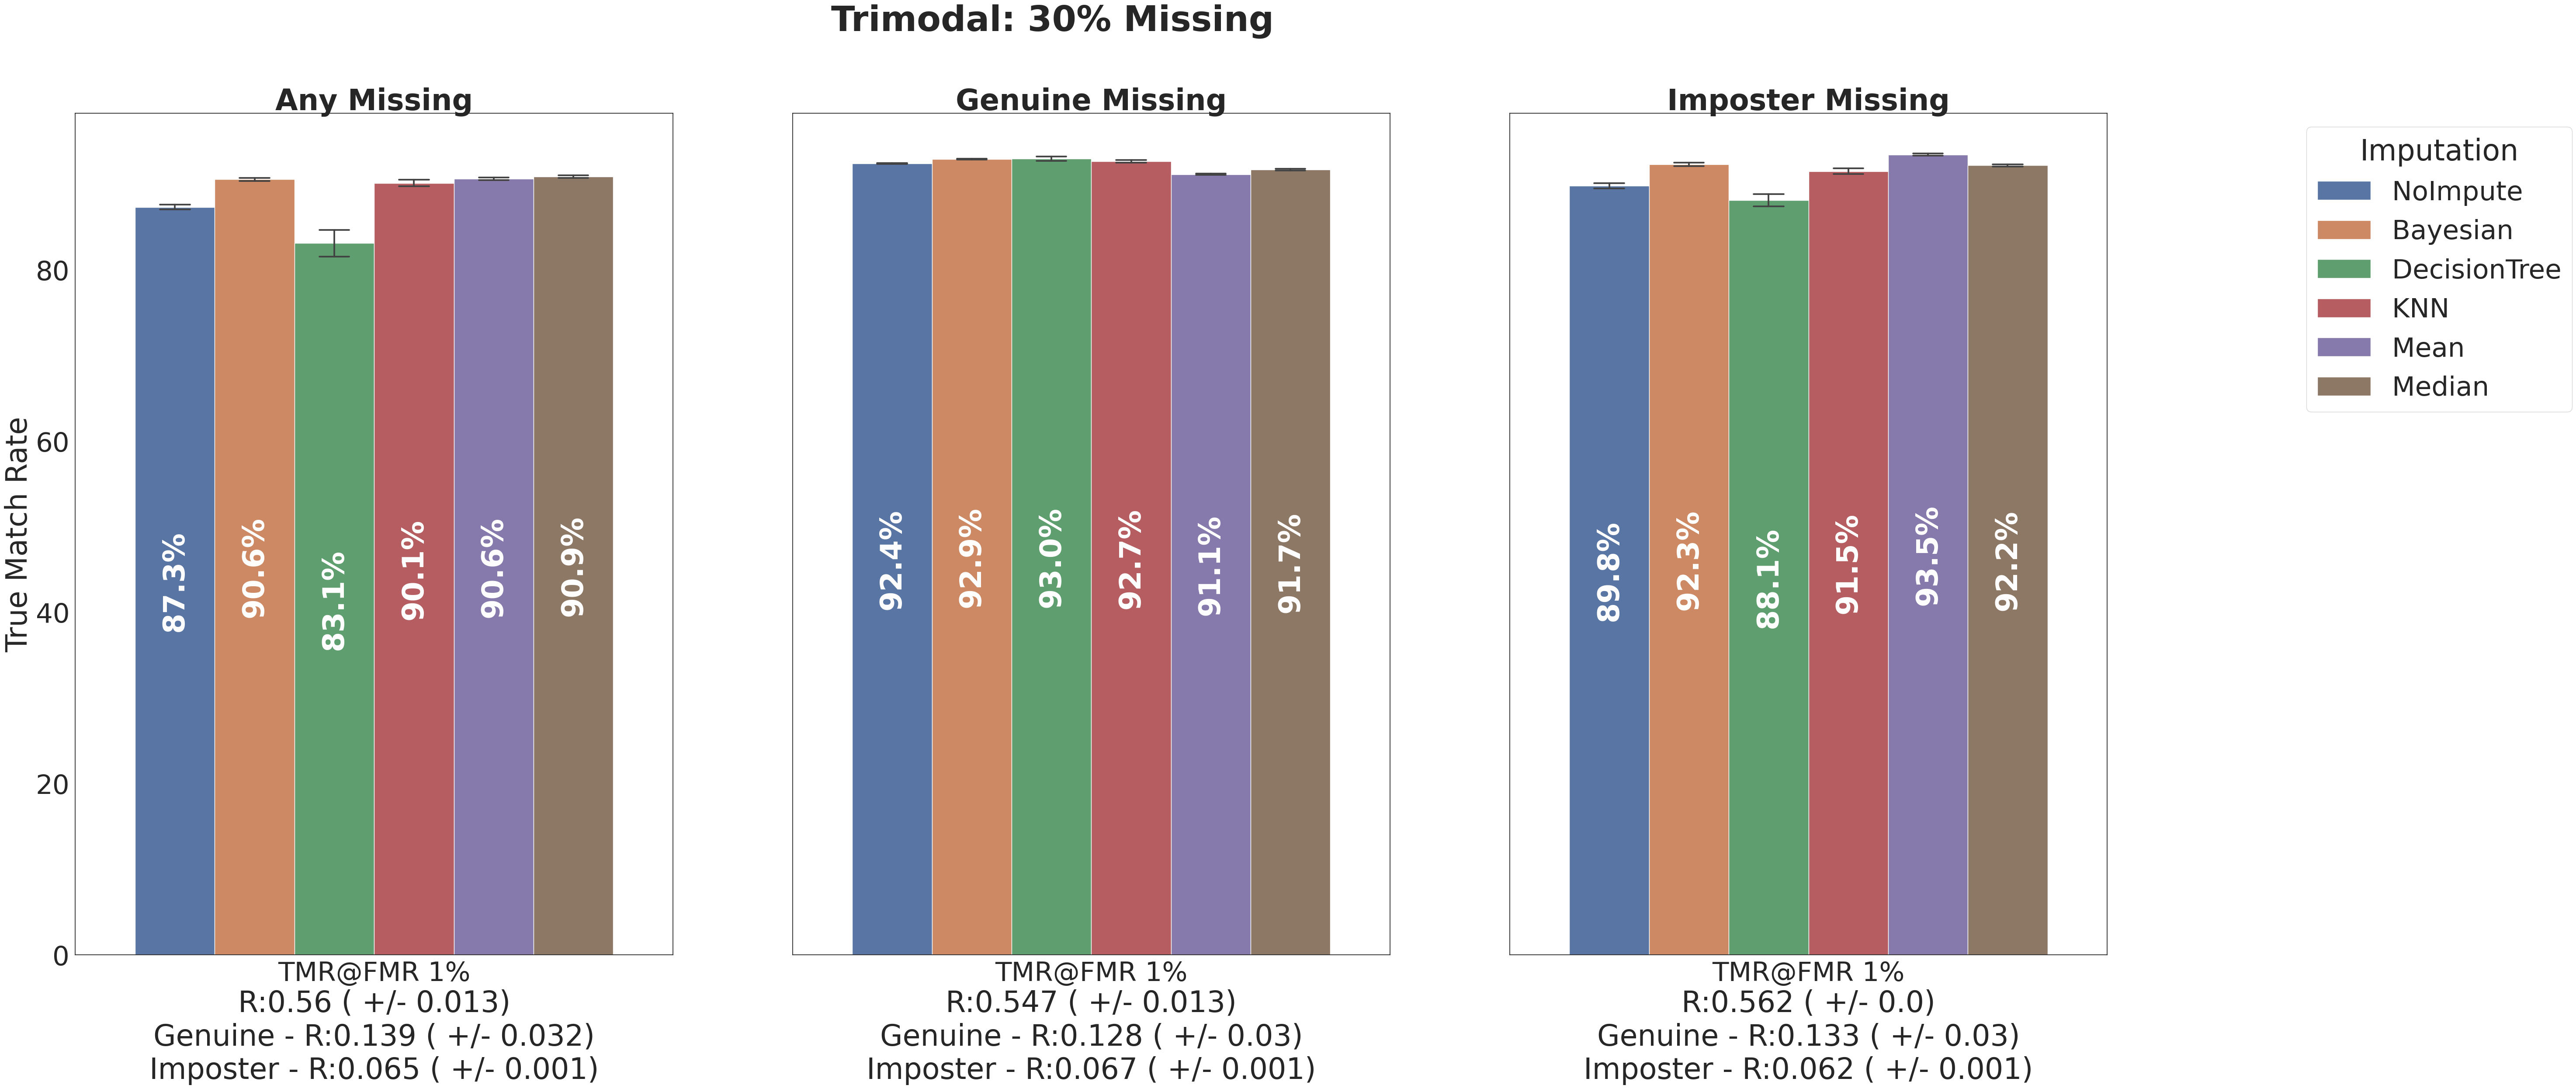 Trimodal: 30% Missing
Any Missing
Genuine Missing
Imposter Missing
True Match Rate
80
60
40
20
0
87.3%
90.6%
83.1%
90.1%
90.6%
90.9%
92.4%
92.9%
93.0%
92.7%
91.1%
91.7%
89.8%
92.3%
88.1%
91.5%
93.5%
92.2%
TMR@FMR 1%
R:0.56 ( +/- 0.013)
Genuine - R:0.139 ( +/- 0.032)
Imposter - R:0.065 ( +/- 0.001)
TMR@FMR 1%
R:0.547 ( +/- 0.013)
Genuine - R:0.128 ( +/- 0.03)
Imposter - R:0.067 ( +/- 0.001)
TMR@FMR 1%
R:0.562 ( +/- 0.0)
Genuine - R:0.133 ( +/- 0.03)
Imposter - R:0.062 ( +/- 0.001)
Imputation
NoImpute
Bayesian
DecisionTree
KNN
Mean
Median